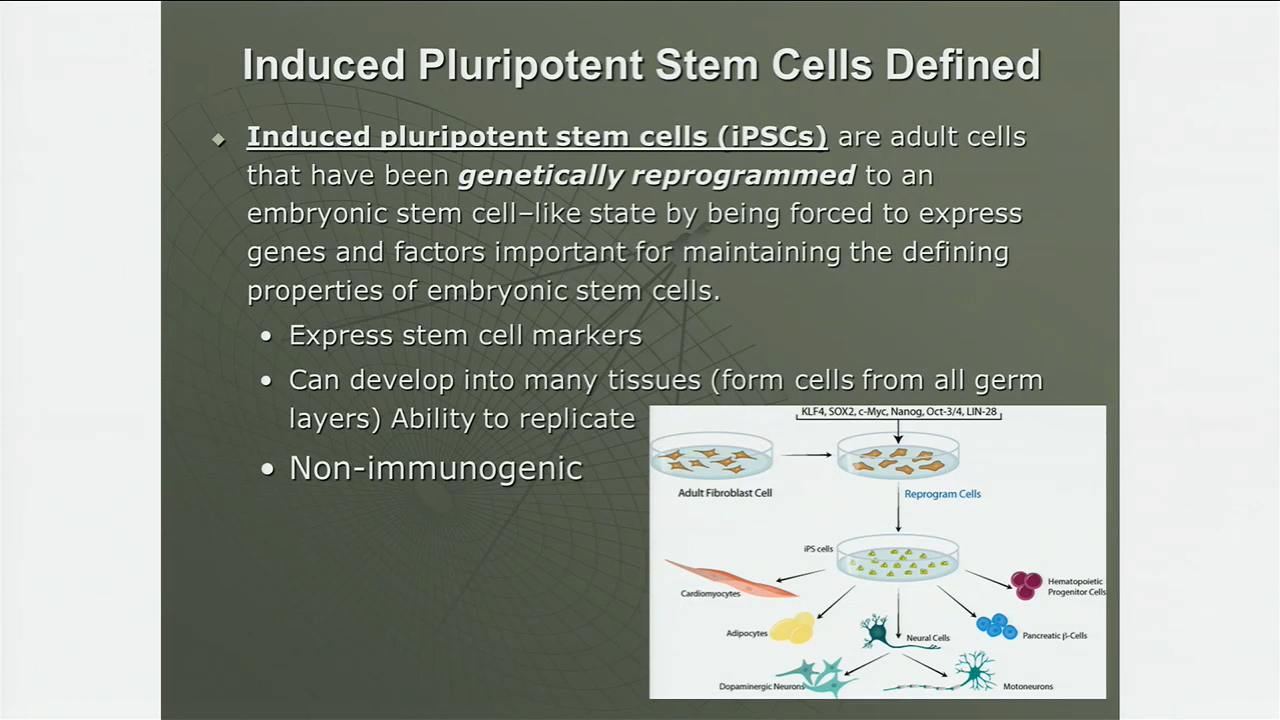 Induced Pluripotent Stem Cells Defined
Induced pluripotent stem cells (iPSCs) are adult cells
that have been genetically reprogrammed to an
embryonic stem cell–like state by being forced to express
genes and factors important for maintaining the defining
properties of embryonic stem cells.
Express stem cell markers
Can develop into many tissues (form cells from all germ
layers) Ability to replicate
Non-immunogenic
KLF4, SOX2, c-Myc, Nanog, Oct-3/4, LIN-28
Adult Fibroblast Cell
Reprogram Cells
iPS cells
Cardiomyocytes
Hematopoietic
Progenitor Cells
Adipocytes
Neural Cells
Pancreatic β-Cells
Dopaminergic Neurons
Motoneurons